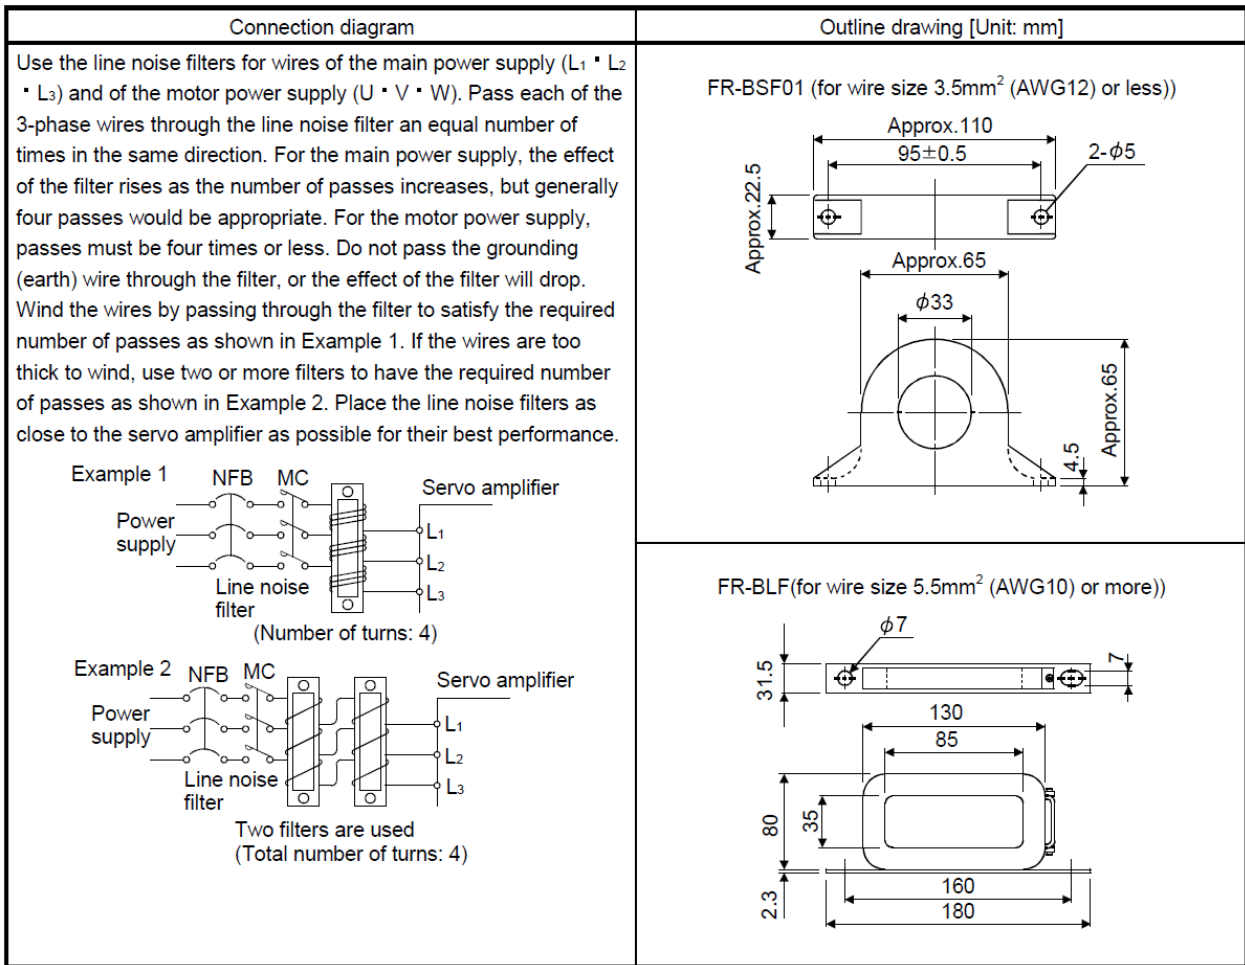 Connection diagram
Outline drawing [Unit: mm]
Use the line noise filters for wires of the main power supply (L1・L2
・L3) and of the motor power supply (U・V・W). Pass each of the
3-phase wires through the line noise filter an equal number of
times in the same direction. For the main power supply, the effect
of the filter rises as the number of passes increases, but generally
four passes would be appropriate. For the motor power supply,
passes must be four times or less. Do not pass the grounding
(earth) wire through the filter, or the effect of the filter will drop.
Wind the wires by passing through the filter to satisfy the required
number of passes as shown in Example 1. If the wires are too
thick to wind, use two or more filters to have the required number
of passes as shown in Example 2. Place the line noise filters as
close to the servo amplifier as possible for their best performance.
Example 1
NFB
MC
Servo amplifier
Power
supply
L1
L2
L3
Line noise
filter
(Number of turns: 4)
Example 2
NFB
MC
Servo amplifier
Power
supply
L1
L2
L3
Line noise
filter
Two filters are used
(Total number of turns: 4)
FR-BSF01 (for wire size 3.5mm² (AWG12) or less))
Approx.110
95±0.5
2-φ5
Approx.22.5
Approx.65
φ33
Approx.65
4.5
FR-BLF(for wire size 5.5mm² (AWG10) or more))
φ7
7
31.5
130
85
80
35
2.3
160
180